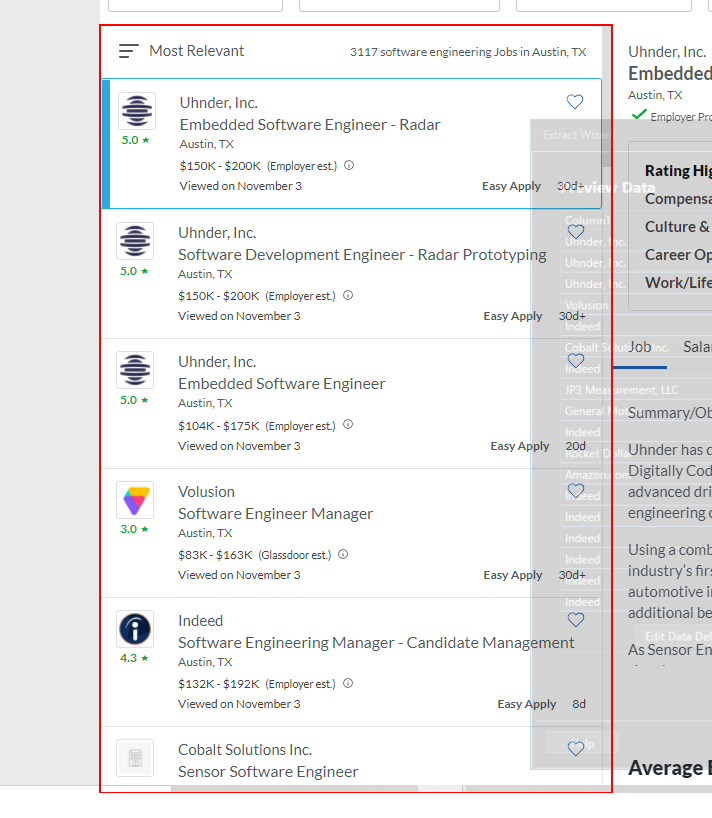 Most Relevant
3117 software engineering Jobs in Austin, TX
Uhnder, Inc.
Embedded Software Engineer - Radar
Austin, TX
$150K - $200K (Employer est.)
Viewed on November 3
Easy Apply 30d+
5.0 ★
Uhnder, Inc.
Software Development Engineer - Radar Prototyping
Austin, TX
$150K - $200K (Employer est.)
Viewed on November 3
Easy Apply 30d+
5.0 ★
Uhnder, Inc.
Embedded Software Engineer
Austin, TX
$104K - $175K (Employer est.)
Viewed on November 3
Easy Apply 20d
5.0 ★
Volusion
Software Engineer Manager
Austin, TX
$83K - $163K (Glassdoor est.)
Viewed on November 3
Easy Apply 30d+
3.0 ★
Indeed
Software Engineering Manager - Candidate Management
Austin, TX
$132K - $192K (Employer est.)
Viewed on November 3
Easy Apply 8d
4.3 ★
Cobalt Solutions Inc.
Sensor Software Engineer
Uhnder, Inc.
Embedded
Austin, TX
Employer Pro
Rating Hig
Compensa
Culture &
Career Op
Work/Life
Job Salar
Summary/Ob
Uhnder has d
Digitally Cod
advanced dri
engineering c
Using a comb
industry's firs
automotive i
additional be
As Sensor En
Average E
Extract Wizard
Preview Data
Column1
Uhnder, Inc.
Uhnder, Inc.
Uhnder, Inc.
Volusion
Indeed
Cobalt Solutions Inc.
Indeed
JP3 Measurement, LLC
General Motors
Indeed
Rocket Dollar
Amazon.com
Indeed
Indeed
Indeed
Indeed
Indeed
Indeed
Edit Data Def
Help